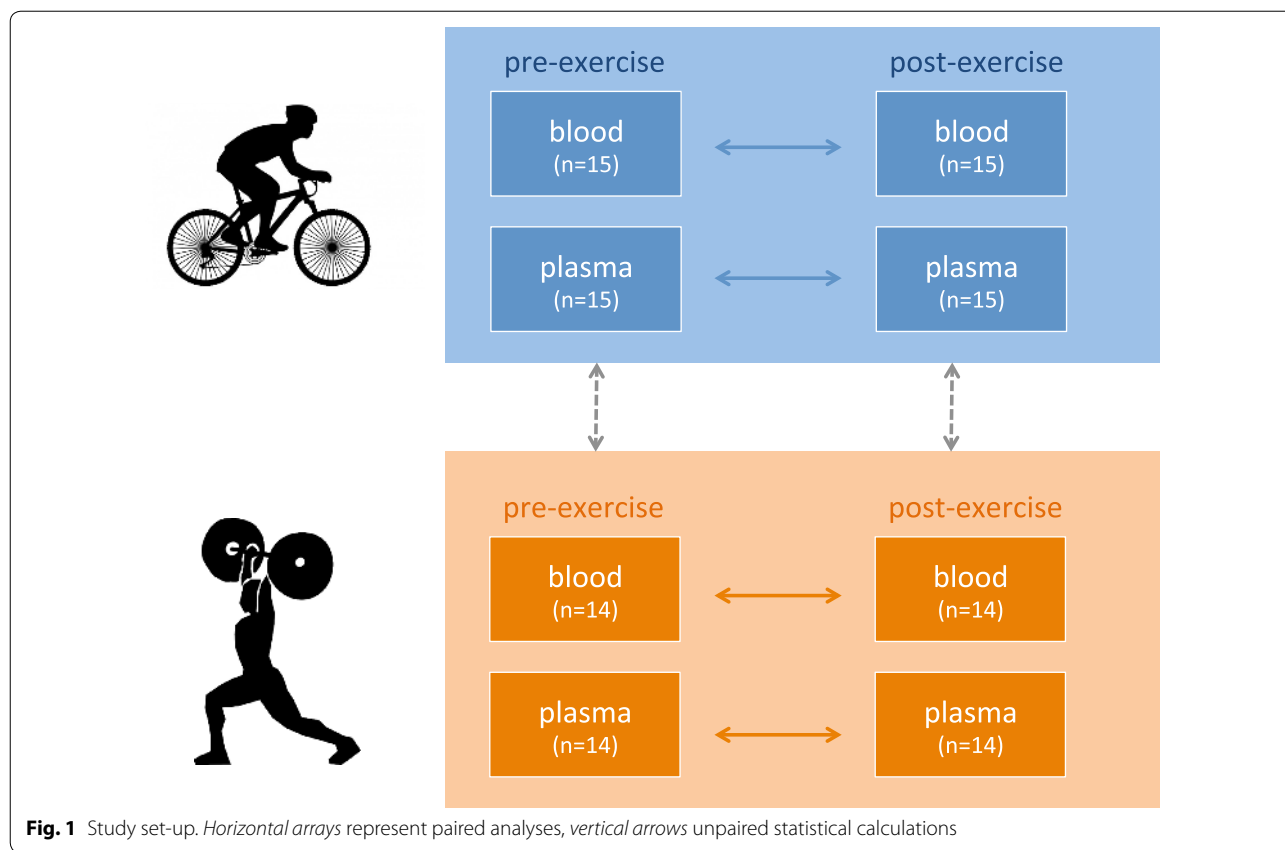 pre-exercise post-exercise
blood blood
(n=15) (n=15)
plasma plasma
(n=15) (n=15)
pre-exercise post-exercise
blood blood
(n=14) (n=14)
plasma plasma
(n=14) (n=14)
Fig. 1 Study set-up. Horizontal arrays represent paired analyses, vertical arrows unpaired statistical calculations